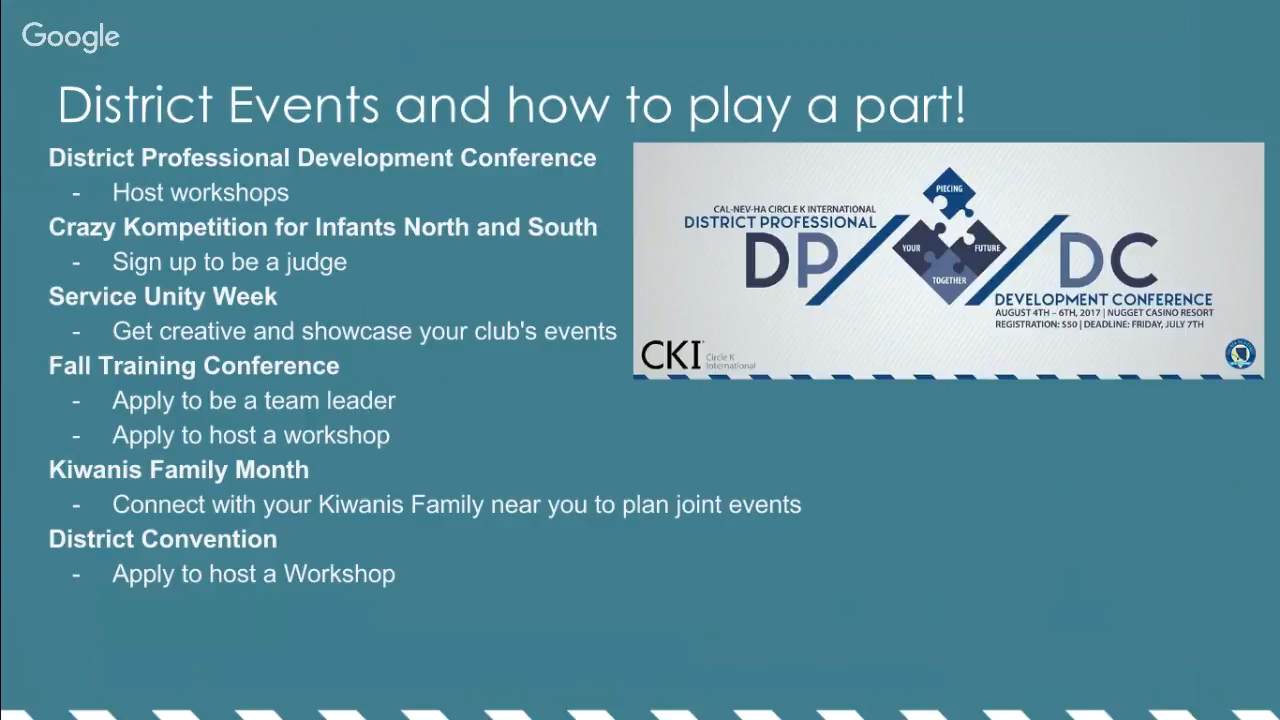 Google
District Events and how to play a part!
District Professional Development Conference
- Host workshops
Crazy Kompetition for Infants North and South
- Sign up to be a judge
Service Unity Week
- Get creative and showcase your club's events
Fall Training Conference
- Apply to be a team leader
- Apply to host a workshop
Kiwanis Family Month
- Connect with your Kiwanis Family near you to plan joint events
District Convention
- Apply to host a Workshop
CAL-NEV-HA CIRCLE K INTERNATIONAL
DISTRICT PROFESSIONAL
DP
PIECING
YOUR
FUTURE
TOGETHER
DC
DEVELOPMENT CONFERENCE
AUGUST 4TH – 6TH, 2017 | NUGGET CASINO RESORT
REGISTRATION: $50 | DEADLINE: FRIDAY, JULY 7TH
CKI
Circle K
International